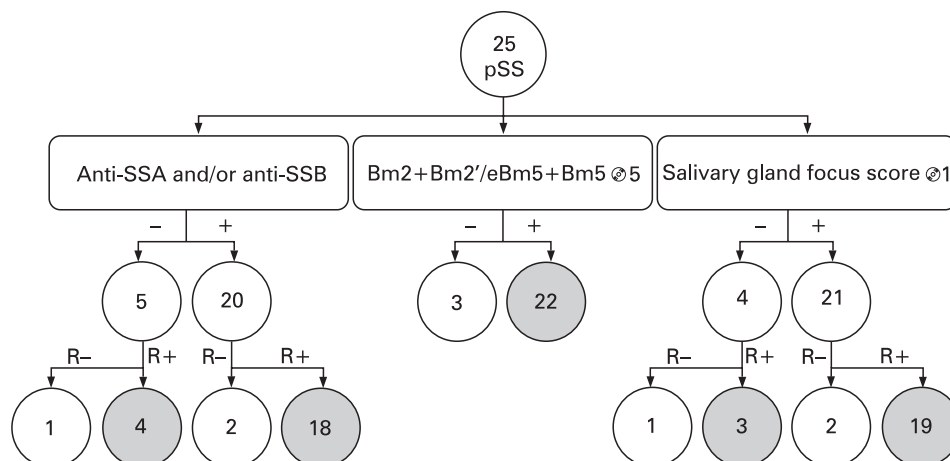 25
pSS
Anti-SSA and/or anti-SSB
Bm2+Bm2′/eBm5+Bm5 5
Salivary gland focus score 1
– +
– +
– +
5 20
3 22
4 21
R– R+ R– R+
R– R+ R– R+
1 4 2 18
1 3 2 19